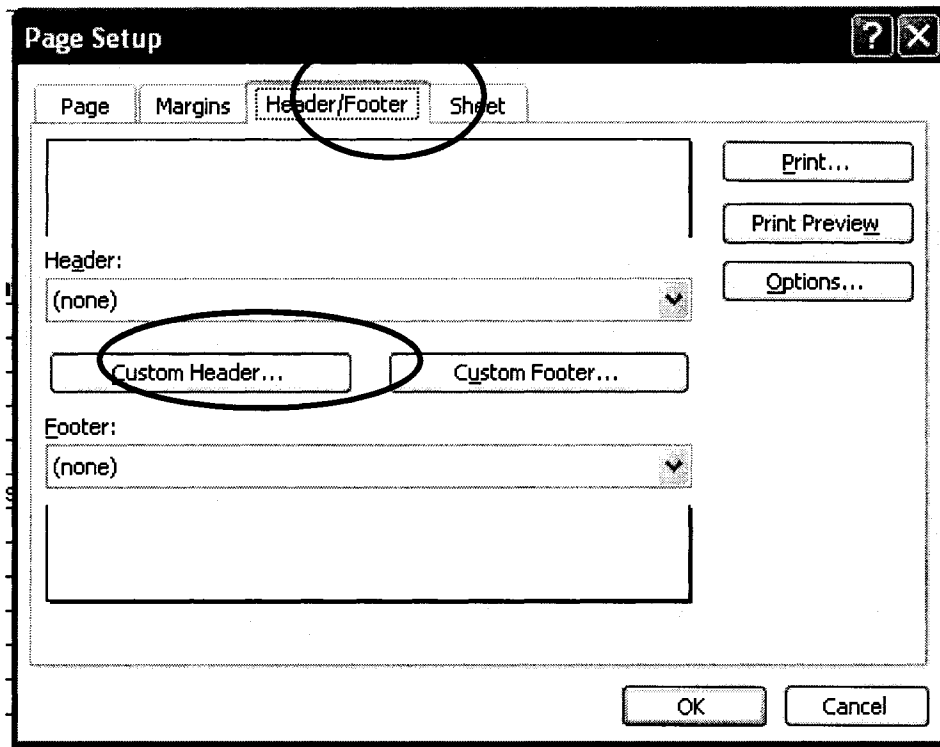 Page Setup
Page Margins Header/Footer Sheet
Print...
Print Preview
Options...
Header:
(none)
Custom Header... Custom Footer...
Footer:
(none)
OK Cancel